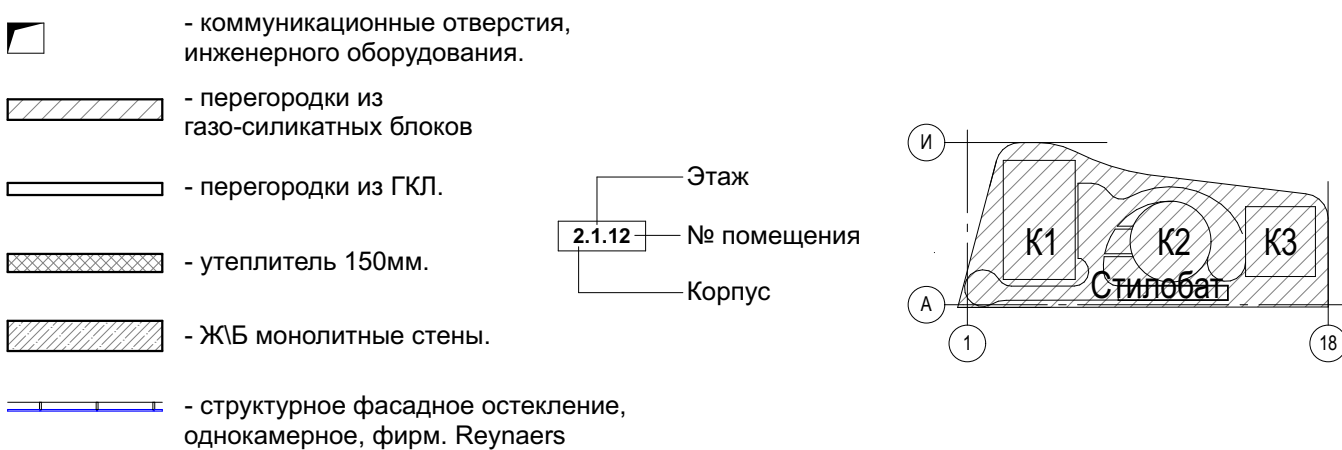 - коммуникационные отверстия,
инженерного оборудования.
- перегородки из
газо-силикатных блоков
- перегородки из ГКЛ.
- утеплитель 150мм.
- Ж\Б монолитные стены.
- структурное фасадное остекление,
однокамерное, фирм. Reynaers
Этаж
2.1.12
№ помещения
Корпус
И
К1
К2
К3
Стилобат
А
1
18